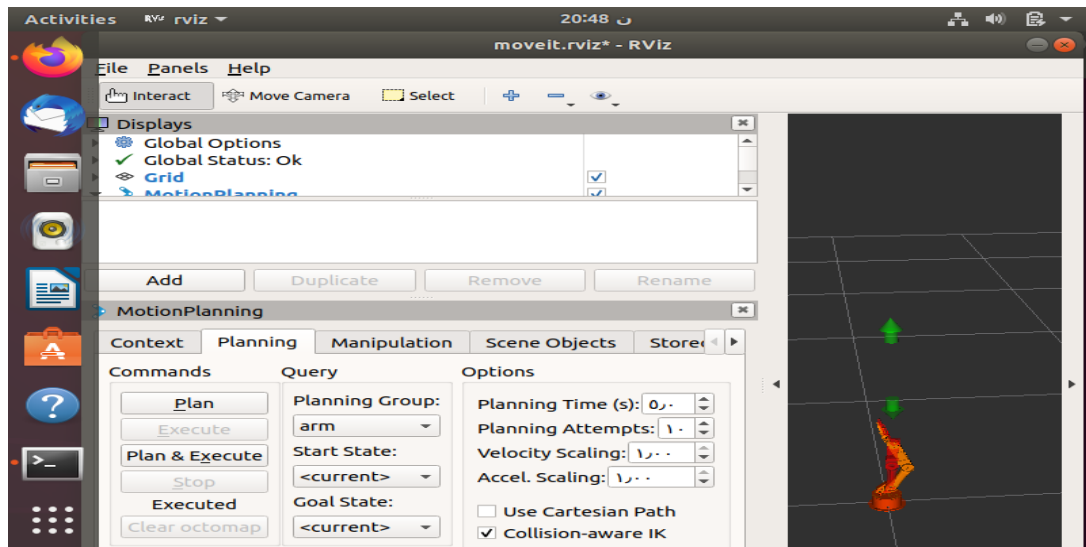 Activities RViz rviz 20:48 ن
moveit.rviz* - RViz
File Panels Help
Interact Move Camera Select
Displays
Global Options
Global Status: Ok
Grid
MotionPlanning
Add Duplicate Remove Rename
MotionPlanning
Context Planning Manipulation Scene Objects Store
Commands Query Options
Plan Planning Group: Planning Time (s): ٥٫٠
Execute arm Planning Attempts: ١٠
Plan & Execute Start State: Velocity Scaling: ١٫٠٠
Stop <current> Accel. Scaling: ١٫٠٠
Executed Goal State: Use Cartesian Path
Clear octomap <current> Collision-aware IK